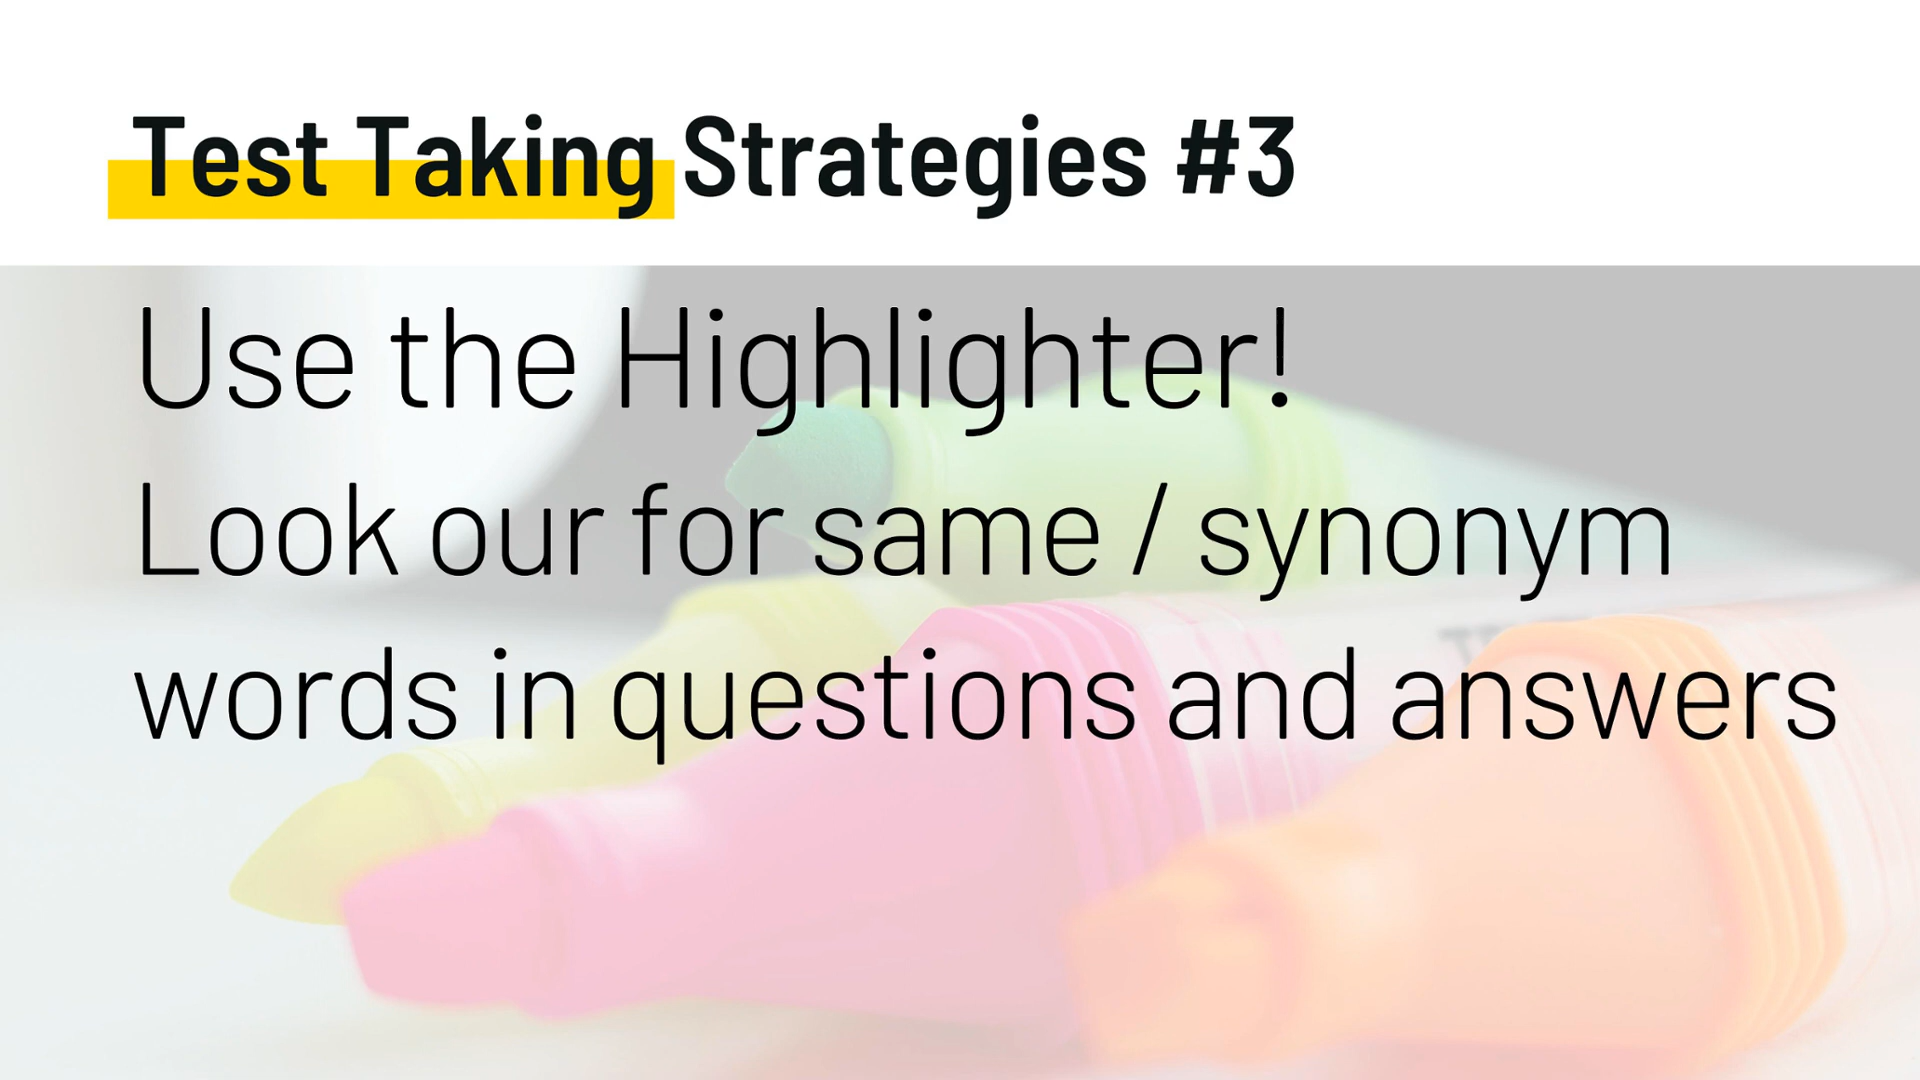 Test Taking Strategies #3
Use the Highlighter!
Look our for same / synonym
words in questions and answers